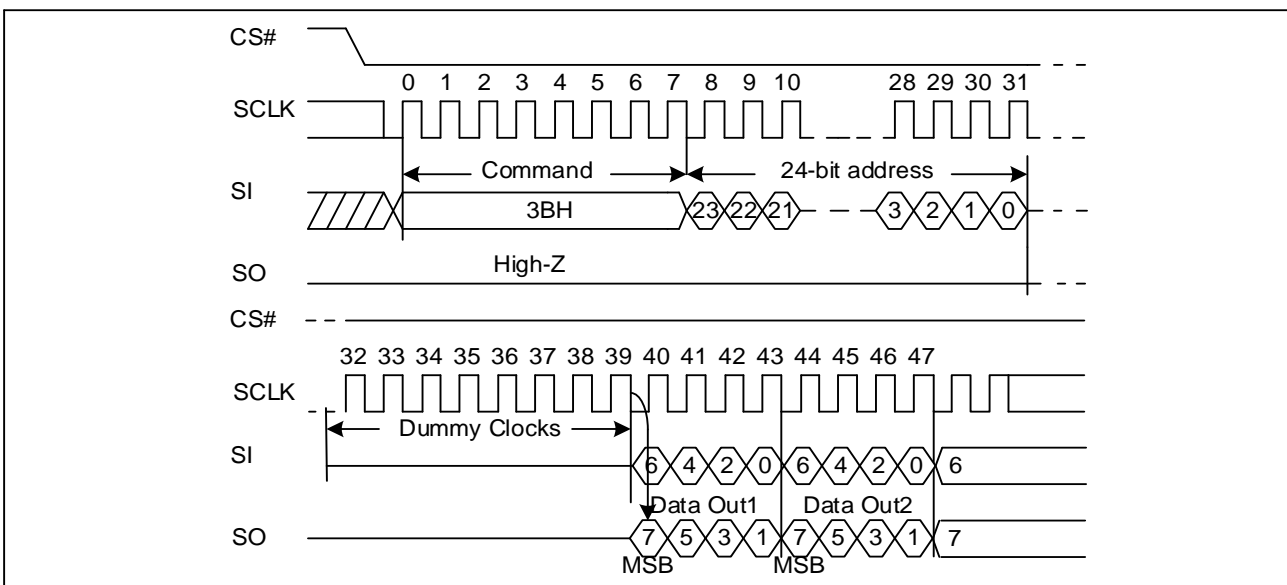 CS#
0 1 2 3 4 5 6 7 8 9 10 28 29 30 31
SCLK
Command 24-bit address
SI
3BH 23 22 21 3 2 1 0
High-Z
SO
CS#
32 33 34 35 36 37 38 39 40 41 42 43 44 45 46 47
SCLK
Dummy Clocks
SI
6 4 2 0 6 4 2 0 6
Data Out1 Data Out2
SO
7 5 3 1 7 5 3 1 7
MSB MSB